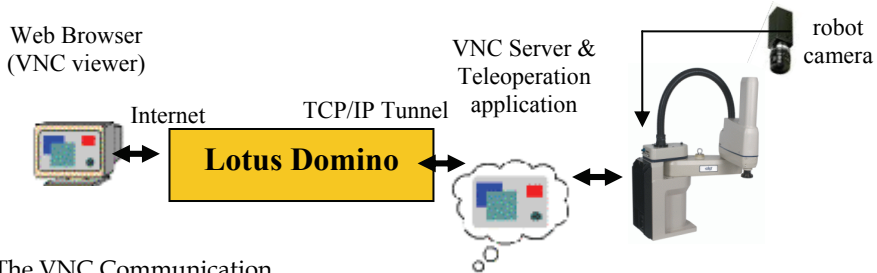 Web Browser
(VNC viewer)
Internet
TCP/IP Tunnel
Lotus Domino
VNC Server &
Teleoperation
application
robot
camera
The VNC Communication